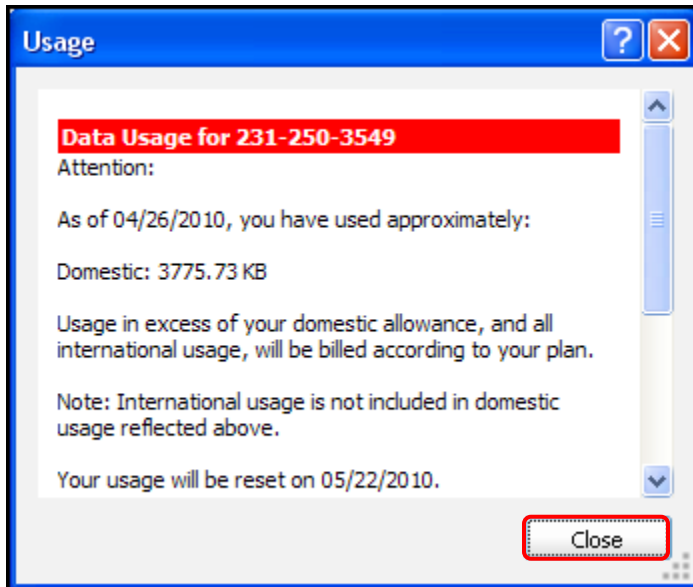 Usage
Data Usage for 231-250-3549
Attention:
As of 04/26/2010, you have used approximately:
Domestic: 3775.73 KB
Usage in excess of your domestic allowance, and all
international usage, will be billed according to your plan.
Note: International usage is not included in domestic
usage reflected above.
Your usage will be reset on 05/22/2010.
Close